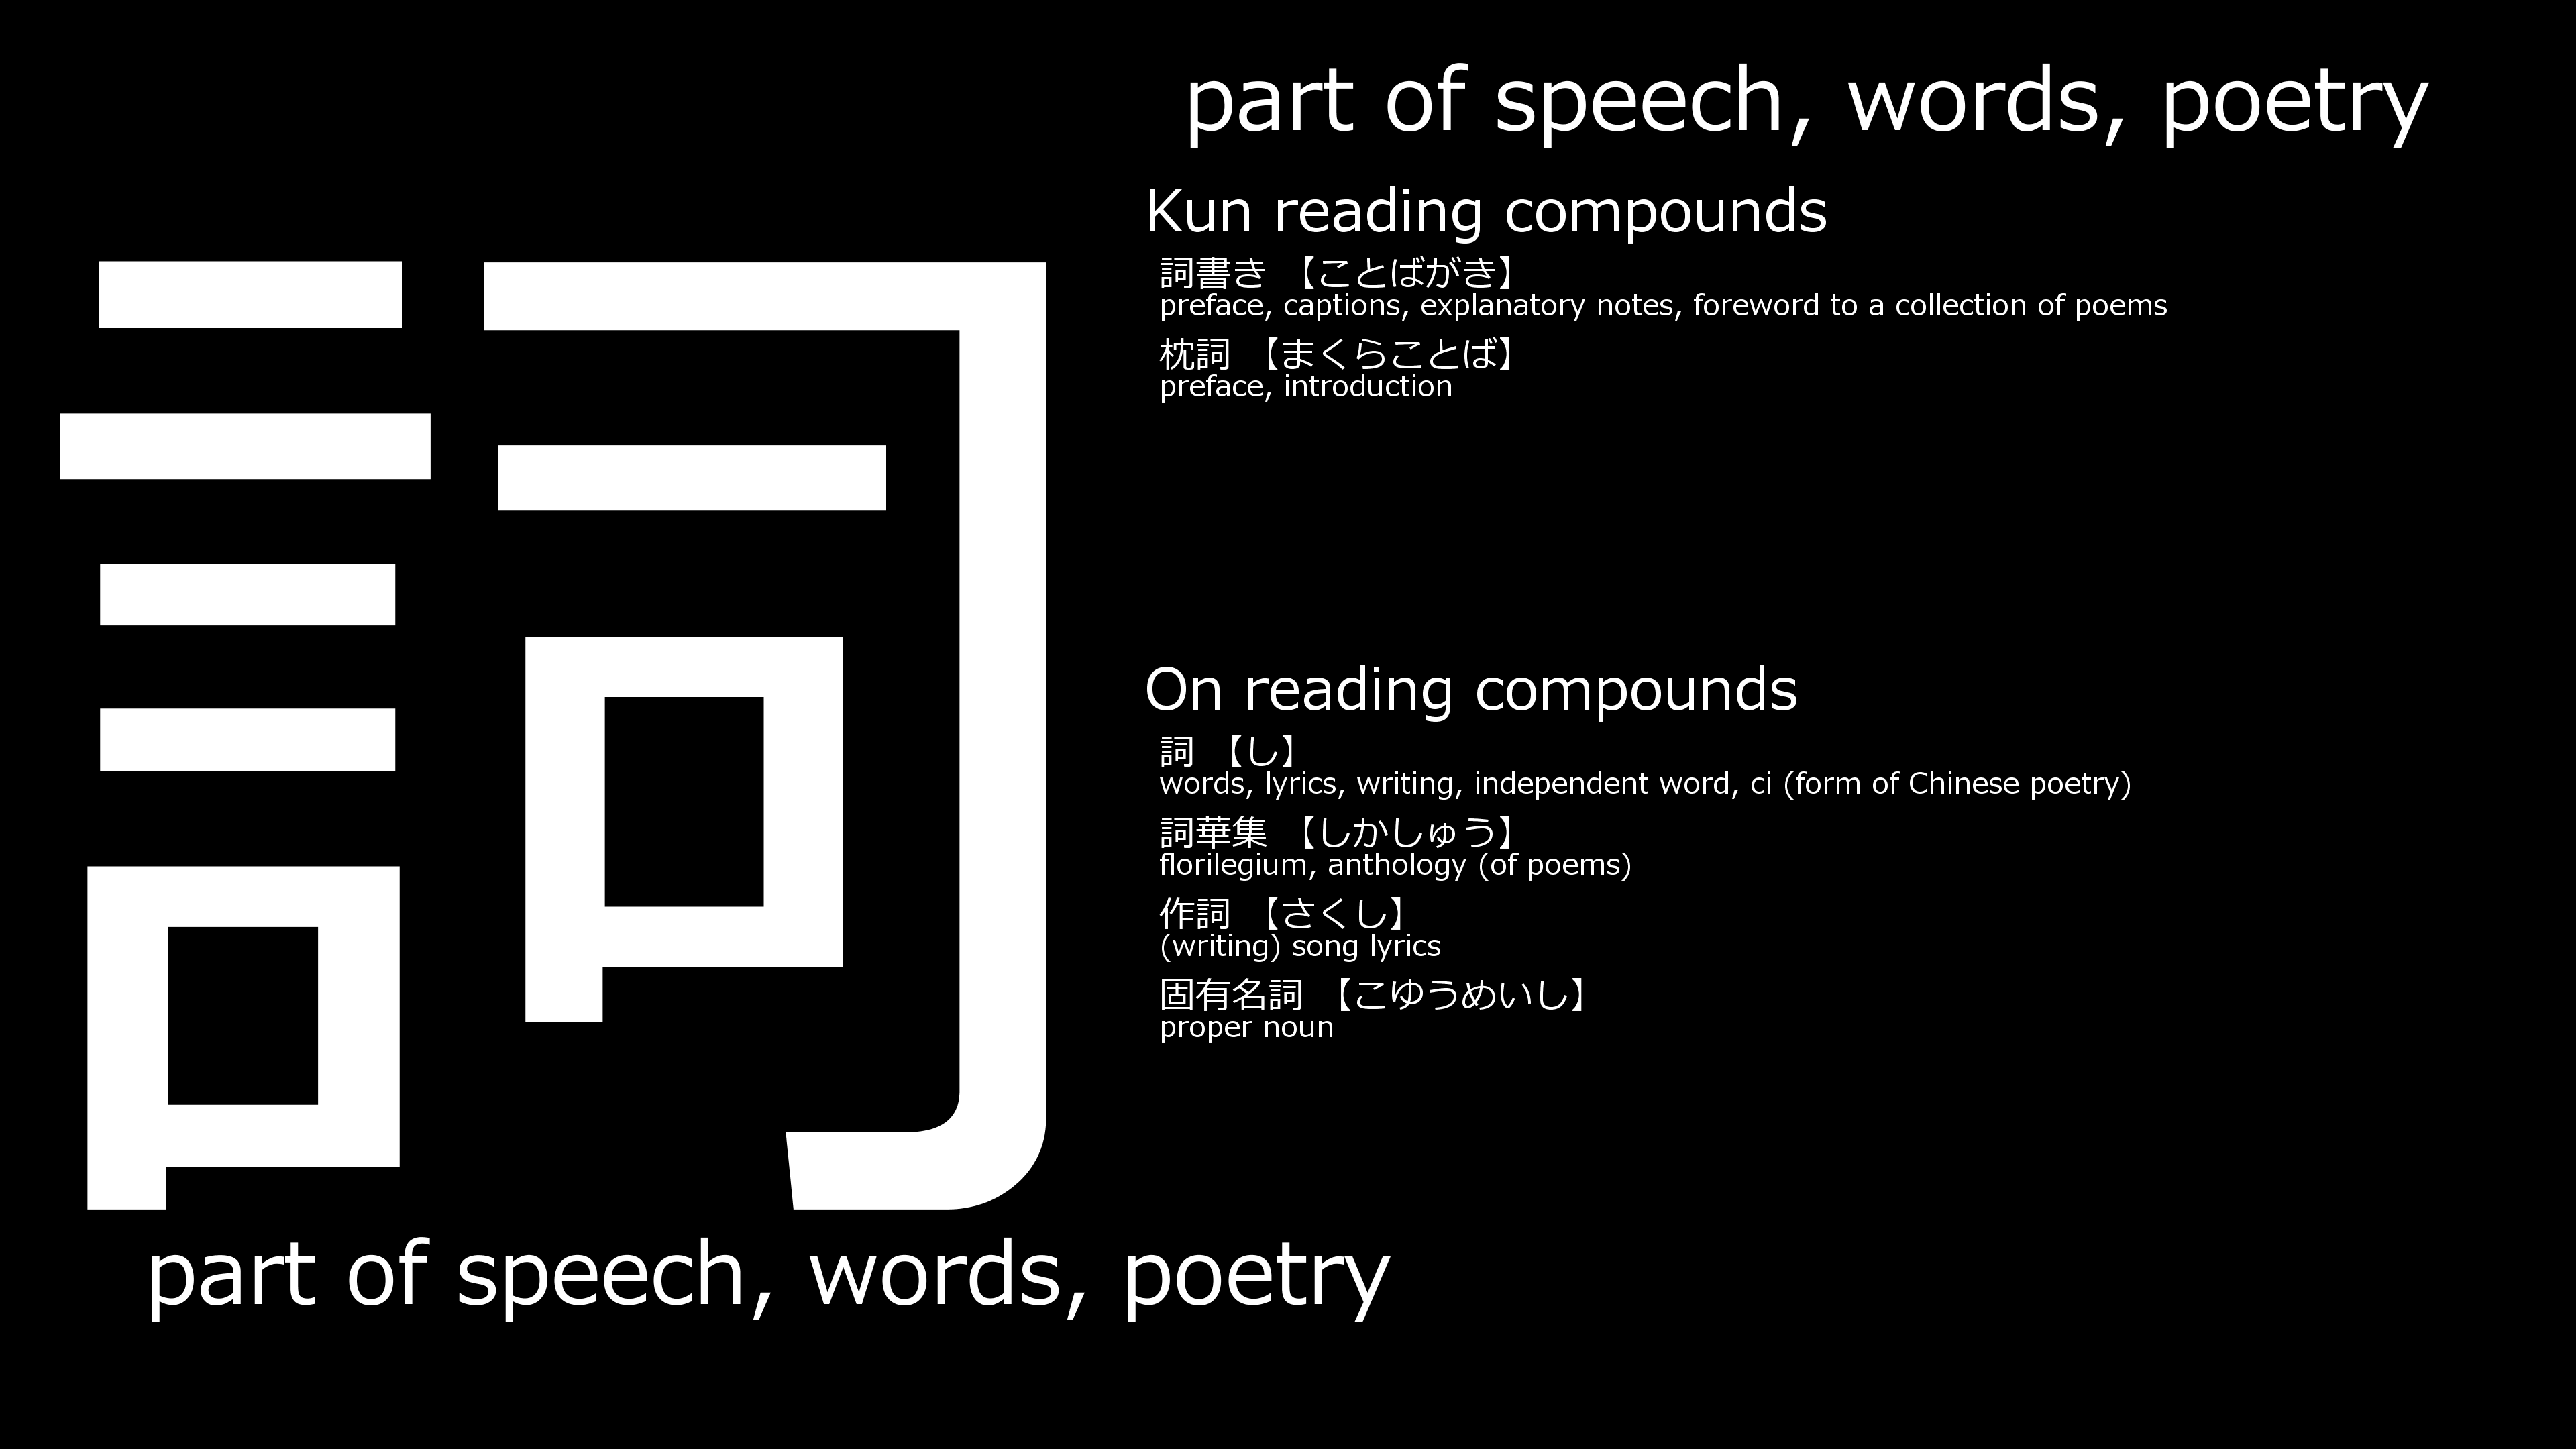 詞
part of speech, words, poetry
part of speech, words, poetry
Kun reading compounds
詞書き 【ことばがき】
preface, captions, explanatory notes, foreword to a collection of poems
枕詞 【まくらことば】
preface, introduction
On reading compounds
詞 【し】
words, lyrics, writing, independent word, ci (form of Chinese poetry)
詞華集 【しかしゅう】
florilegium, anthology (of poems)
作詞 【さくし】
(writing) song lyrics
固有名詞 【こゆうめいし】
proper noun